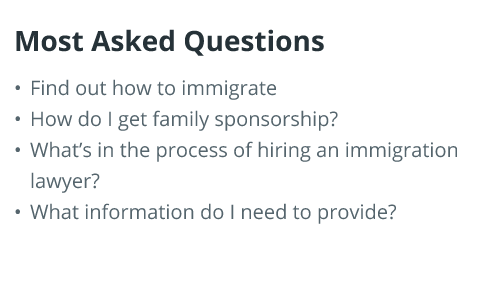 Most Asked Questions
• Find out how to immigrate
• How do I get family sponsorship?
• What's in the process of hiring an immigration
lawyer?
• What information do I need to provide?